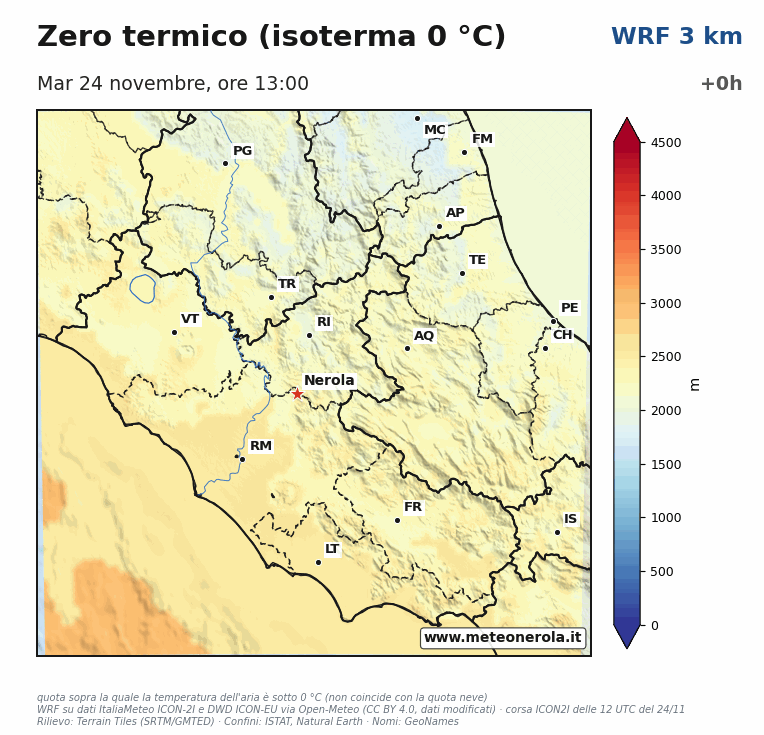 Zero termico (isoterma 0 °C)
WRF 3 km
Mar 24 novembre, ore 13:00
+0h
MC
FM
PG
AP
TE
TR
PE
VT
RI
AQ
CH
Nerola
RM
FR
IS
LT
www.meteonerola.it
4500
4000
3500
3000
2500
2000
1500
1000
500
0
m
quota sopra la quale la temperatura dell'aria è sotto 0 °C (non coincide con la quota neve)
WRF su dati ItaliaMeteo ICON-2I e DWD ICON-EU via Open-Meteo (CC BY 4.0, dati modificati) · corsa ICON2I delle 12 UTC del 24/11
Rilievo: Terrain Tiles (SRTM/GMTED) · Confini: ISTAT, Natural Earth · Nomi: GeoNames